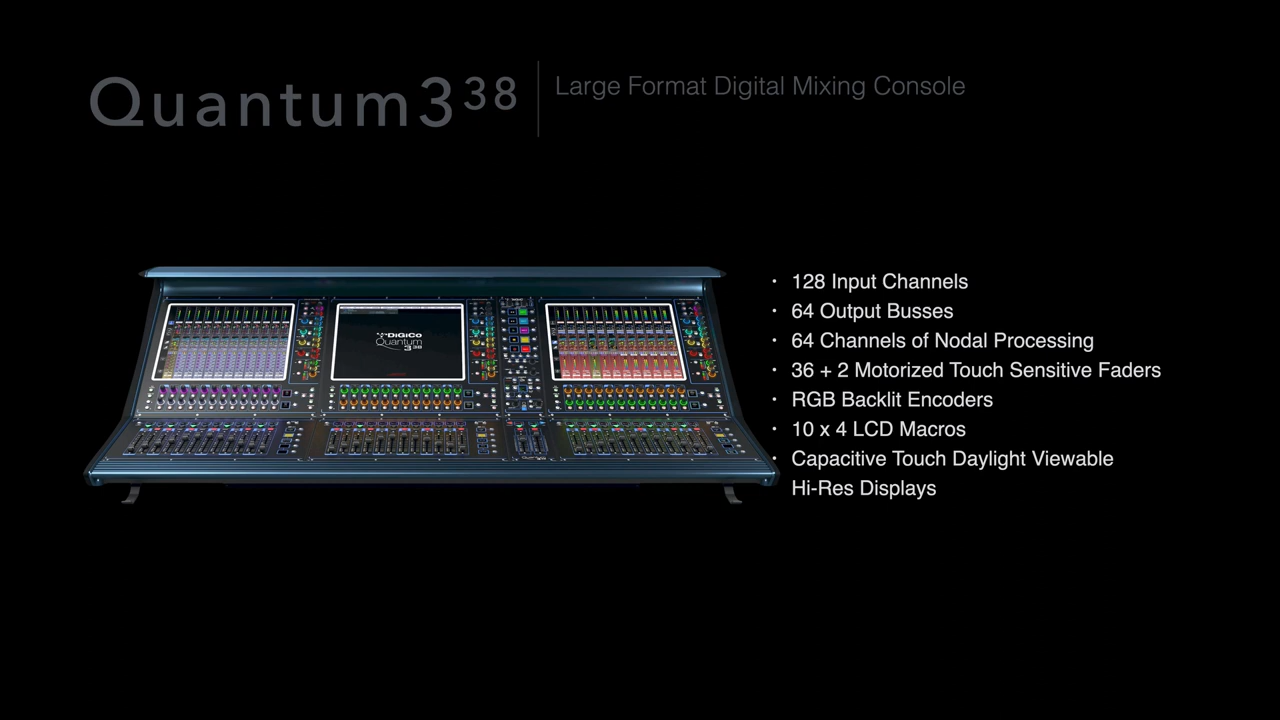 Quantum338
Large Format Digital Mixing Console
· 128 Input Channels
· 64 Output Busses
· 64 Channels of Nodal Processing
· 36 + 2 Motorized Touch Sensitive Faders
· RGB Backlit Encoders
· 10 x 4 LCD Macros
· Capacitive Touch Daylight Viewable
Hi-Res Displays
DiGiCo
Quantum
338